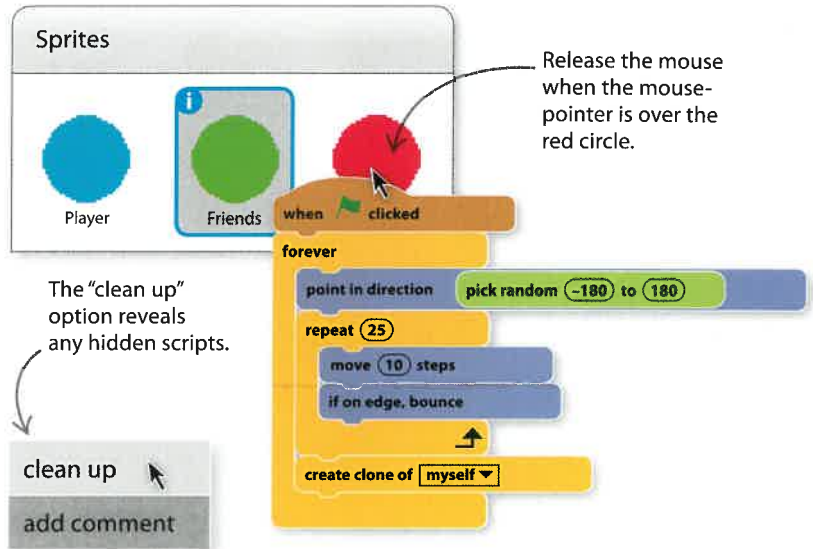 Sprites
Release the mouse
when the mouse-
pointer is over the
red circle.
i
Player
Friends
when clicked
forever
point in direction pick random -180 to 180
repeat 25
move 10 steps
if on edge, bounce
create clone of myself
The "clean up"
option reveals
any hidden scripts.
clean up
add comment